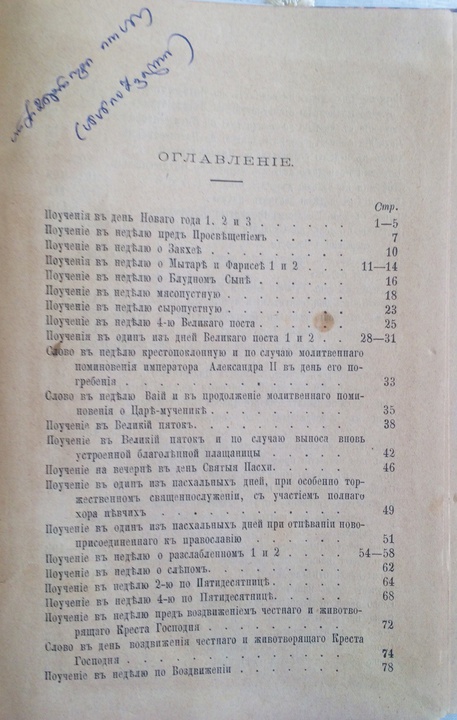 ОГЛАВЛЕНІЕ.
Стр.
Поученія въ день Новаго года 1, 2 и 3 . . . . . . 1—5
Поученіе въ недѣлю предъ Просвѣщеніемъ . . . . . 7
Поученіе въ недѣлю о Закхеѣ . . . . . . . . 10
Поученія въ недѣлю о Мытарѣ и Фарисеѣ 1 и 2 . . . . 11—14
Поученіе въ недѣлю о Блудномъ Сынѣ . . . . . . 16
Поученіе въ недѣлю мясопустную . . . . . . . 18
Поученіе въ недѣлю сыропустную . . . . . . . 23
Поученіе въ недѣлю 4-ю Великаго поста . . . . . . 25
Поученія въ одинъ изъ дней Великаго поста 1 и 2 . . . 28—31
Слово въ недѣлю крестопоклонную и по случаю молитвеннаго
поминовенія императора Александра II въ день его по-
гребенія . . . . . . . . . . . . 33
Слово въ недѣлю Ваій и въ продолженіе молитвеннаго поми-
новенія о Царѣ-мученикѣ . . . . . . . . 35
Поученіе въ Великій пятокъ. . . . . . . . . 38
Поученіе въ Великій пятокъ и по случаю выноса вновь
устроенной благолѣпной плащаницы . . . . . 42
Поученіе на вечернѣ въ день Святыя Пасхи. . . . . . 46
Поученіе въ одинъ изъ пасхальныхъ дней, при особенно тор-
жественномъ священнослуженіи, съ участіемъ полнаго
хора пѣвчихъ . . . . . . . . . . . 49
Поученіе въ одинъ изъ пасхальныхъ дней при отпѣваніи ново-
присоединеннаго къ православію . . . . . . 51
Поученіе въ недѣлю о разслабленномъ 1 и 2 . . . . . 54—58
Поученіе въ недѣлю о слѣпомъ. . . . . . . . 62
Поученіе въ недѣлю 2-ю по Пятидесятницѣ . . . . . 64
Поученіе въ недѣлю 4-ю по Пятидесятницѣ. . . . . . 68
Поученіе въ недѣлю предъ воздвиженіемъ честнаго и животво-
рящаго Креста Господня . . . . . . . . 72
Слово въ день воздвиженія честнаго и животворящаго Креста
Господня . . . . . . . . . . . . 74
Поученіе въ недѣлю по Воздвиженіи . . . . . . . 78